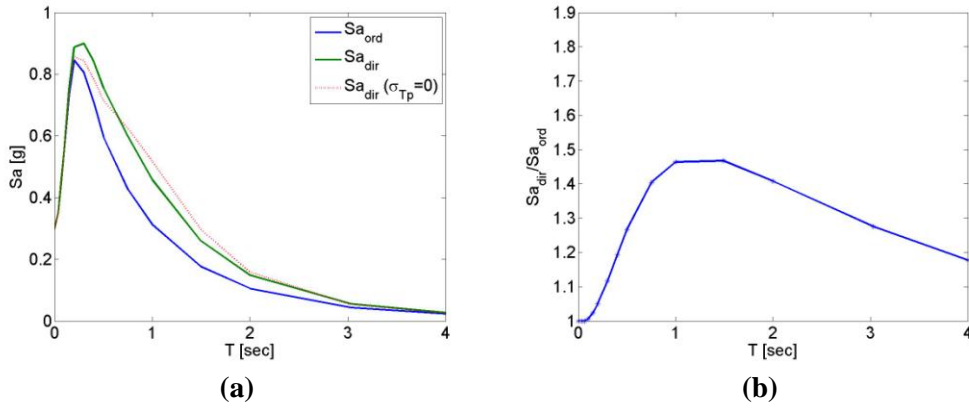 1
0.8
0.6
0.4
0.2
0
Sa [g]
0 1 2 3 4
T [sec]
Sa_ord
Sa_dir
Sa_dir (σ_Tp=0)
(a)
1.9
1.8
1.7
1.6
1.5
1.4
1.3
1.2
1.1
1
Sa_dir/Sa_ord
0 1 2 3 4
T [sec]
(b)